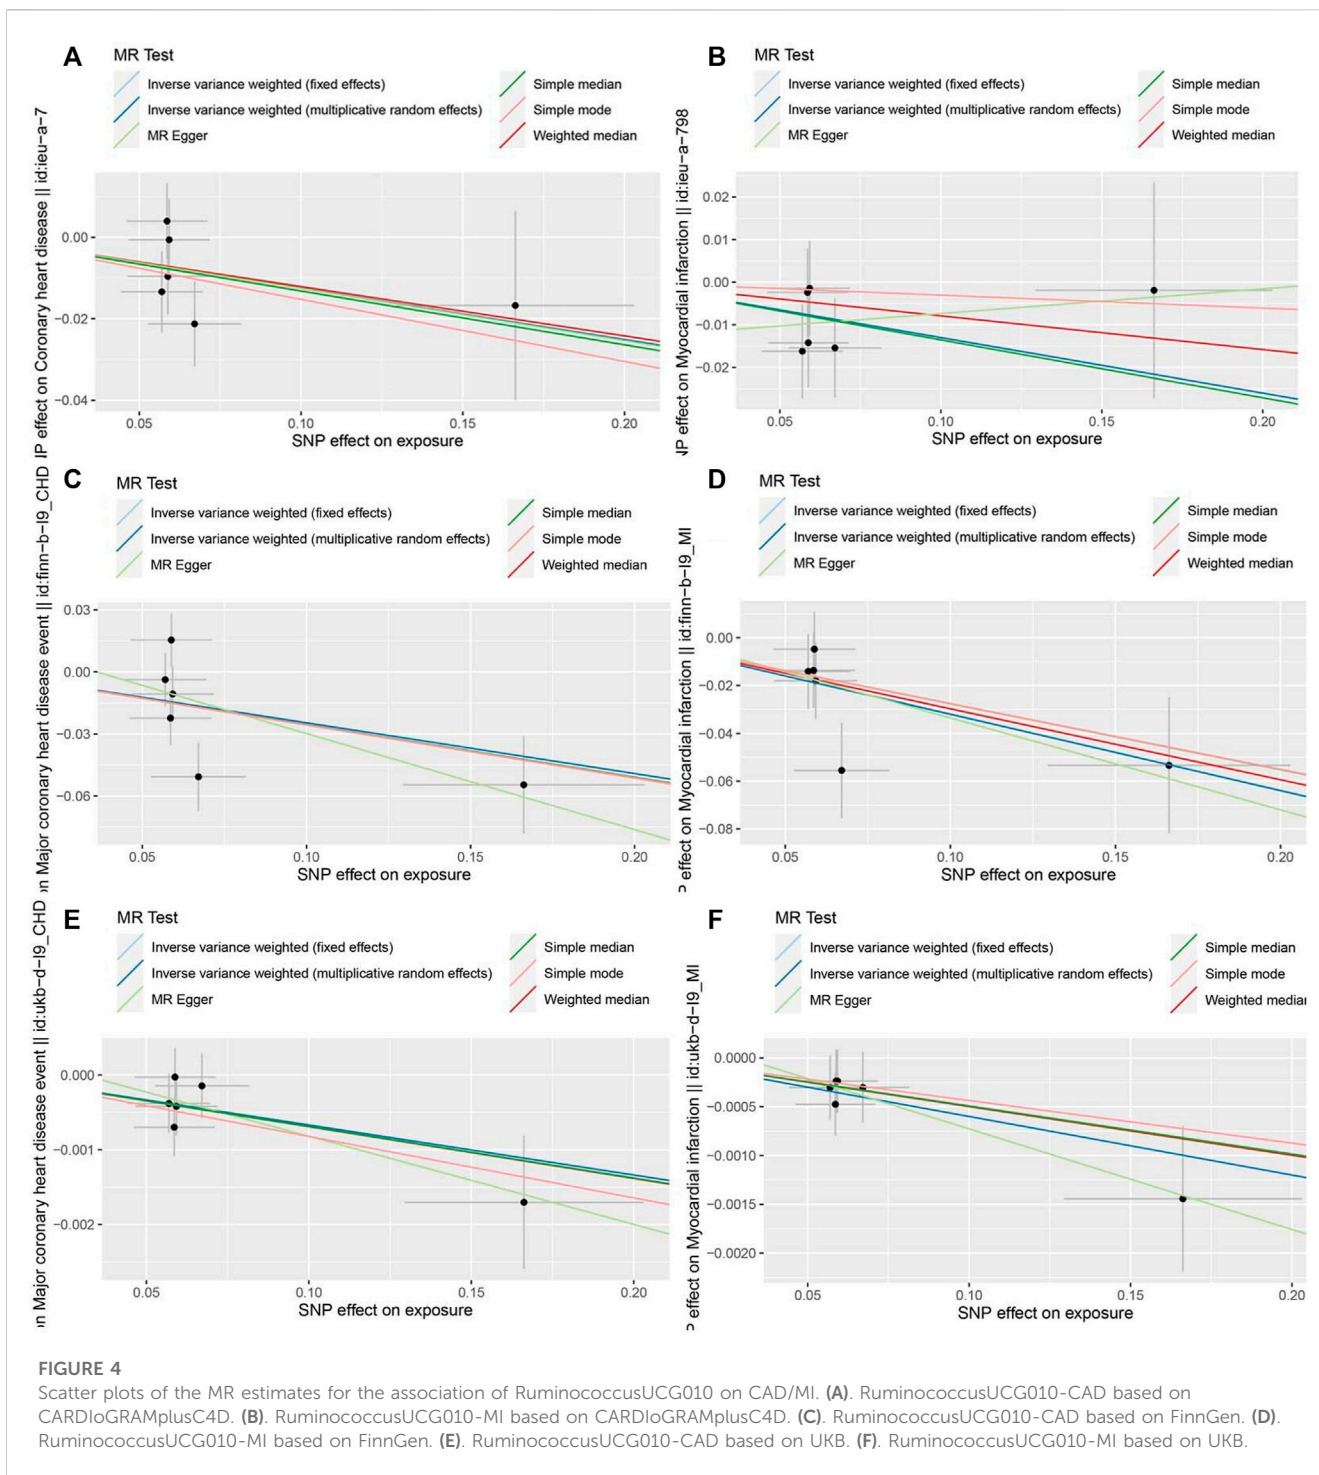 A
MR Test
Inverse variance weighted (fixed effects)
Inverse variance weighted (multiplicative random effects)
MR Egger
Simple median
Simple mode
Weighted median
effect on Coronary heart disease || id:ieu-a-7
0.00
−0.02
−0.04
0.05
0.10
0.15
0.20
SNP effect on exposure
B
MR Test
Inverse variance weighted (fixed effects)
Inverse variance weighted (multiplicative random effects)
MR Egger
Simple median
Simple mode
Weighted median
effect on Myocardial infarction || id:ieu-a-798
0.02
0.01
0.00
−0.01
−0.02
0.05
0.10
0.15
0.20
SNP effect on exposure
C
MR Test
Inverse variance weighted (fixed effects)
Inverse variance weighted (multiplicative random effects)
MR Egger
Simple median
Simple mode
Weighted median
Major coronary heart disease event || id:finn-b-I9_CHD
0.03
0.00
−0.03
−0.06
0.05
0.10
0.15
0.20
SNP effect on exposure
D
MR Test
Inverse variance weighted (fixed effects)
Inverse variance weighted (multiplicative random effects)
MR Egger
Simple median
Simple mode
Weighted median
effect on Myocardial infarction || id:finn-b-I9_MI
0.00
−0.02
−0.04
−0.06
−0.08
0.05
0.10
0.15
0.20
SNP effect on exposure
E
MR Test
Inverse variance weighted (fixed effects)
Inverse variance weighted (multiplicative random effects)
MR Egger
Simple median
Simple mode
Weighted median
Major coronary heart disease event || id:ukb-d-I9_CHD
0.000
−0.001
−0.002
0.05
0.10
0.15
0.20
SNP effect on exposure
F
MR Test
Inverse variance weighted (fixed effects)
Inverse variance weighted (multiplicative random effects)
MR Egger
Simple median
Simple mode
Weighted median
effect on Myocardial infarction || id:ukb-d-I9_MI
0.0000
−0.0005
−0.0010
−0.0015
−0.0020
0.05
0.10
0.15
0.20
SNP effect on exposure
FIGURE 4
Scatter plots of the MR estimates for the association of RuminococcusUCG010 on CAD/MI. (A). RuminococcusUCG010-CAD based on
CARDIoGRAMplusC4D. (B). RuminococcusUCG010-MI based on CARDIoGRAMplusC4D. (C). RuminococcusUCG010-CAD based on FinnGen. (D).
RuminococcusUCG010-MI based on FinnGen. (E). RuminococcusUCG010-CAD based on UKB. (F). RuminococcusUCG010-MI based on UKB.